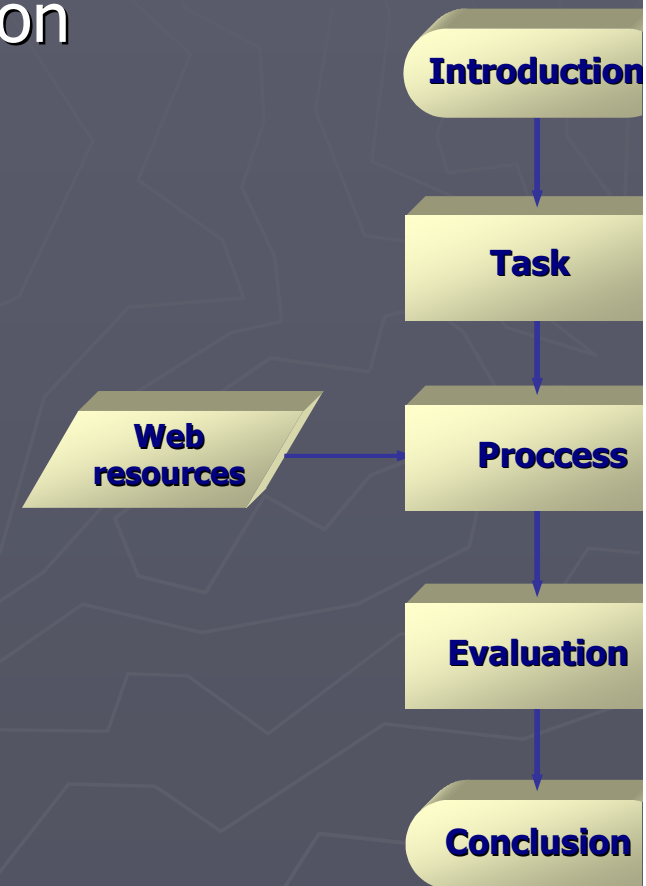 on
Introduction
Task
Web
resources
Proccess
Evaluation
Conclusion